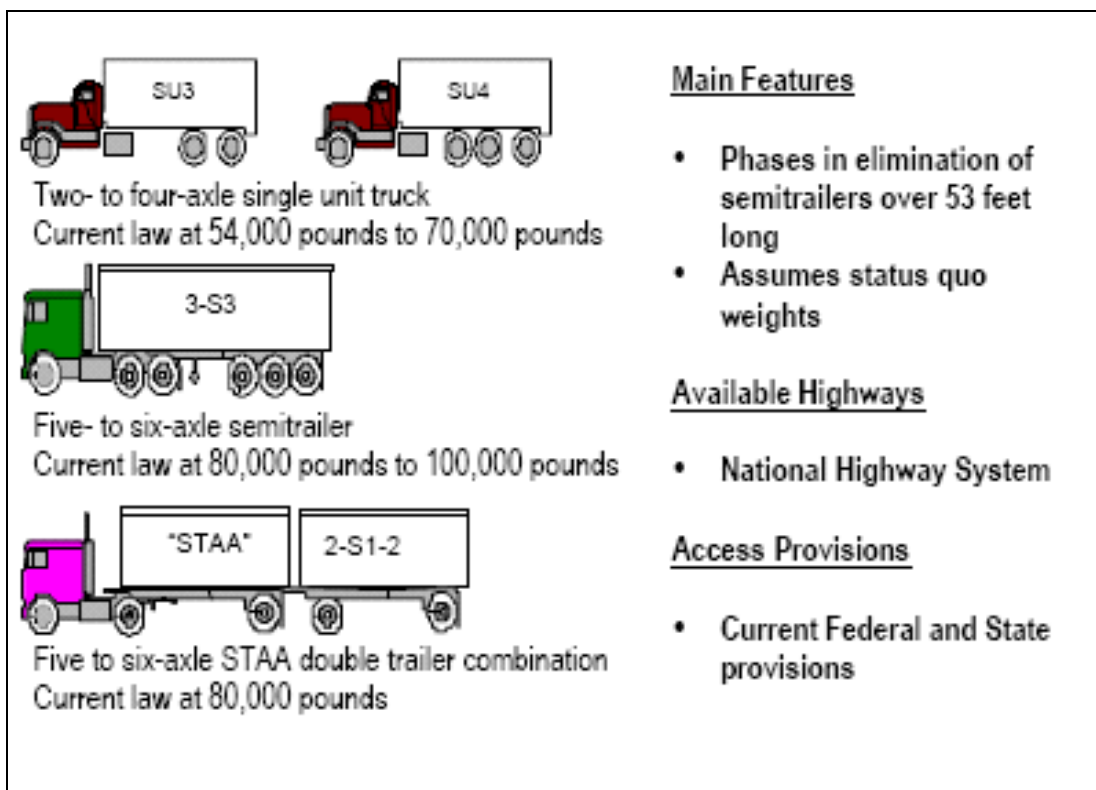 SU3
SU4
Two- to four-axle single unit truck
Current law at 54,000 pounds to 70,000 pounds
3-S3
Five- to six-axle semitrailer
Current law at 80,000 pounds to 100,000 pounds
"STAA"
2-S1-2
Five to six-axle STAA double trailer combination
Current law at 80,000 pounds
Main Features
• Phases in elimination of
semitrailers over 53 feet
long
• Assumes status quo
weights
Available Highways
• National Highway System
Access Provisions
• Current Federal and State
provisions